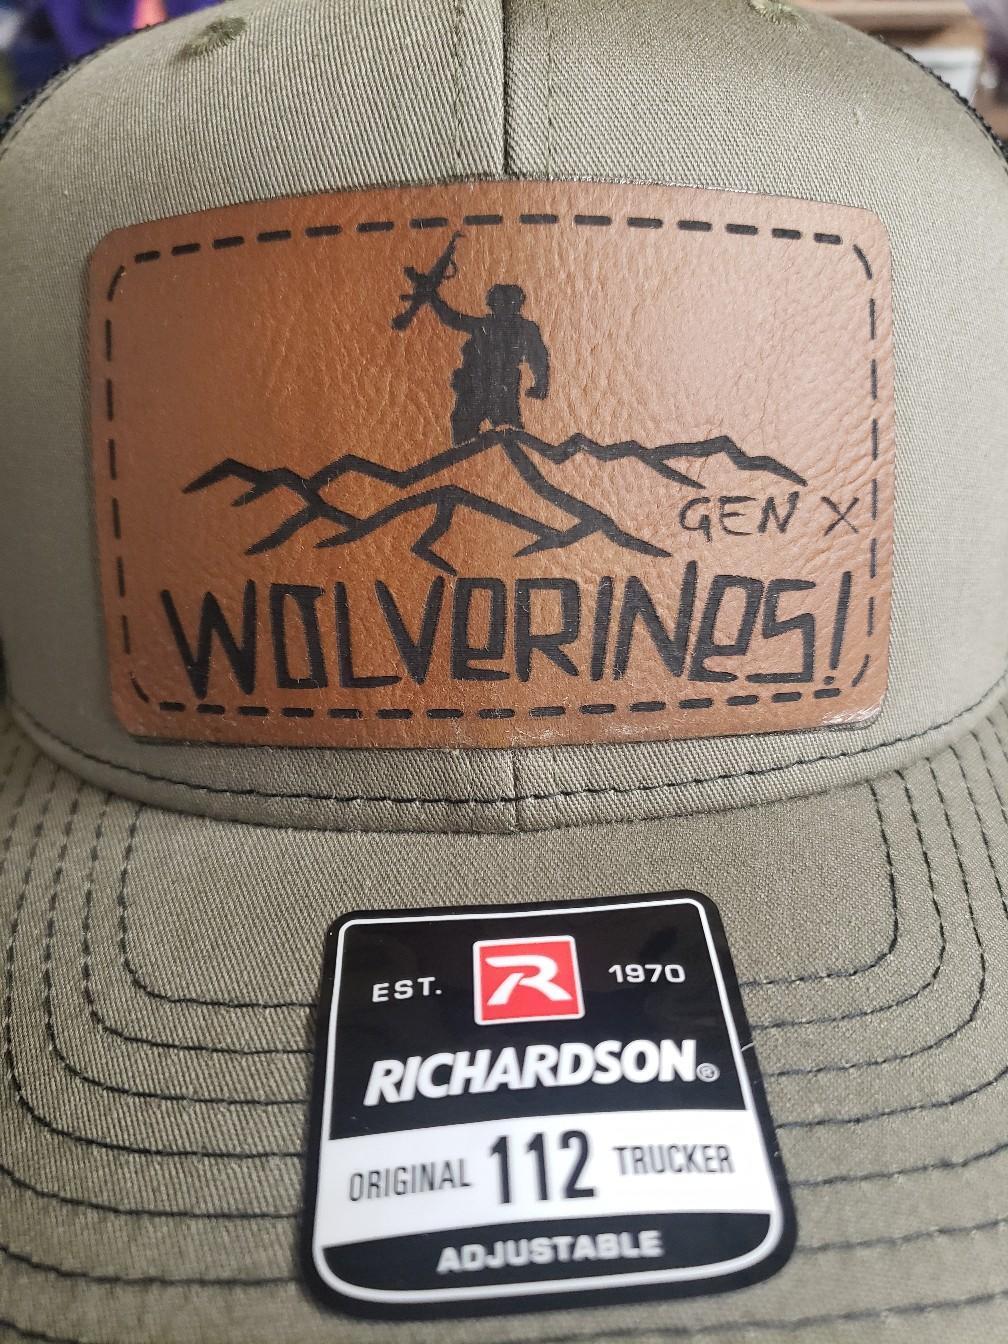 GEN X
WOLVERINES!
EST. R 1970
RICHARDSON®
ORIGINAL 112 TRUCKER
ADJUSTABLE